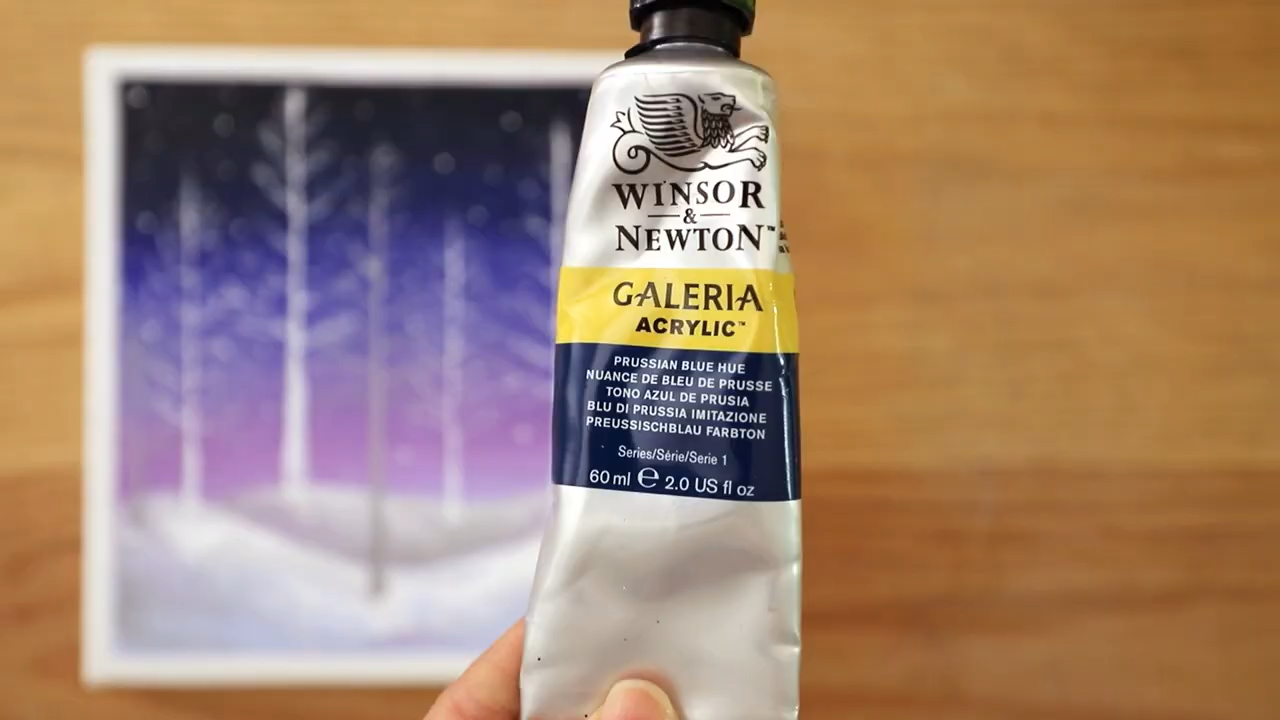 WINSOR
&
NEWTON™
GALERIA
ACRYLIC™
PRUSSIAN BLUE HUE
NUANCE DE BLEU DE PRUSSE
TONO AZUL DE PRUSIA
BLU DI PRUSSIA IMITAZIONE
PREUSSISCHBLAU FARBTON
Series/Série/Serie 1
60 ml ℮ 2.0 US fl oz